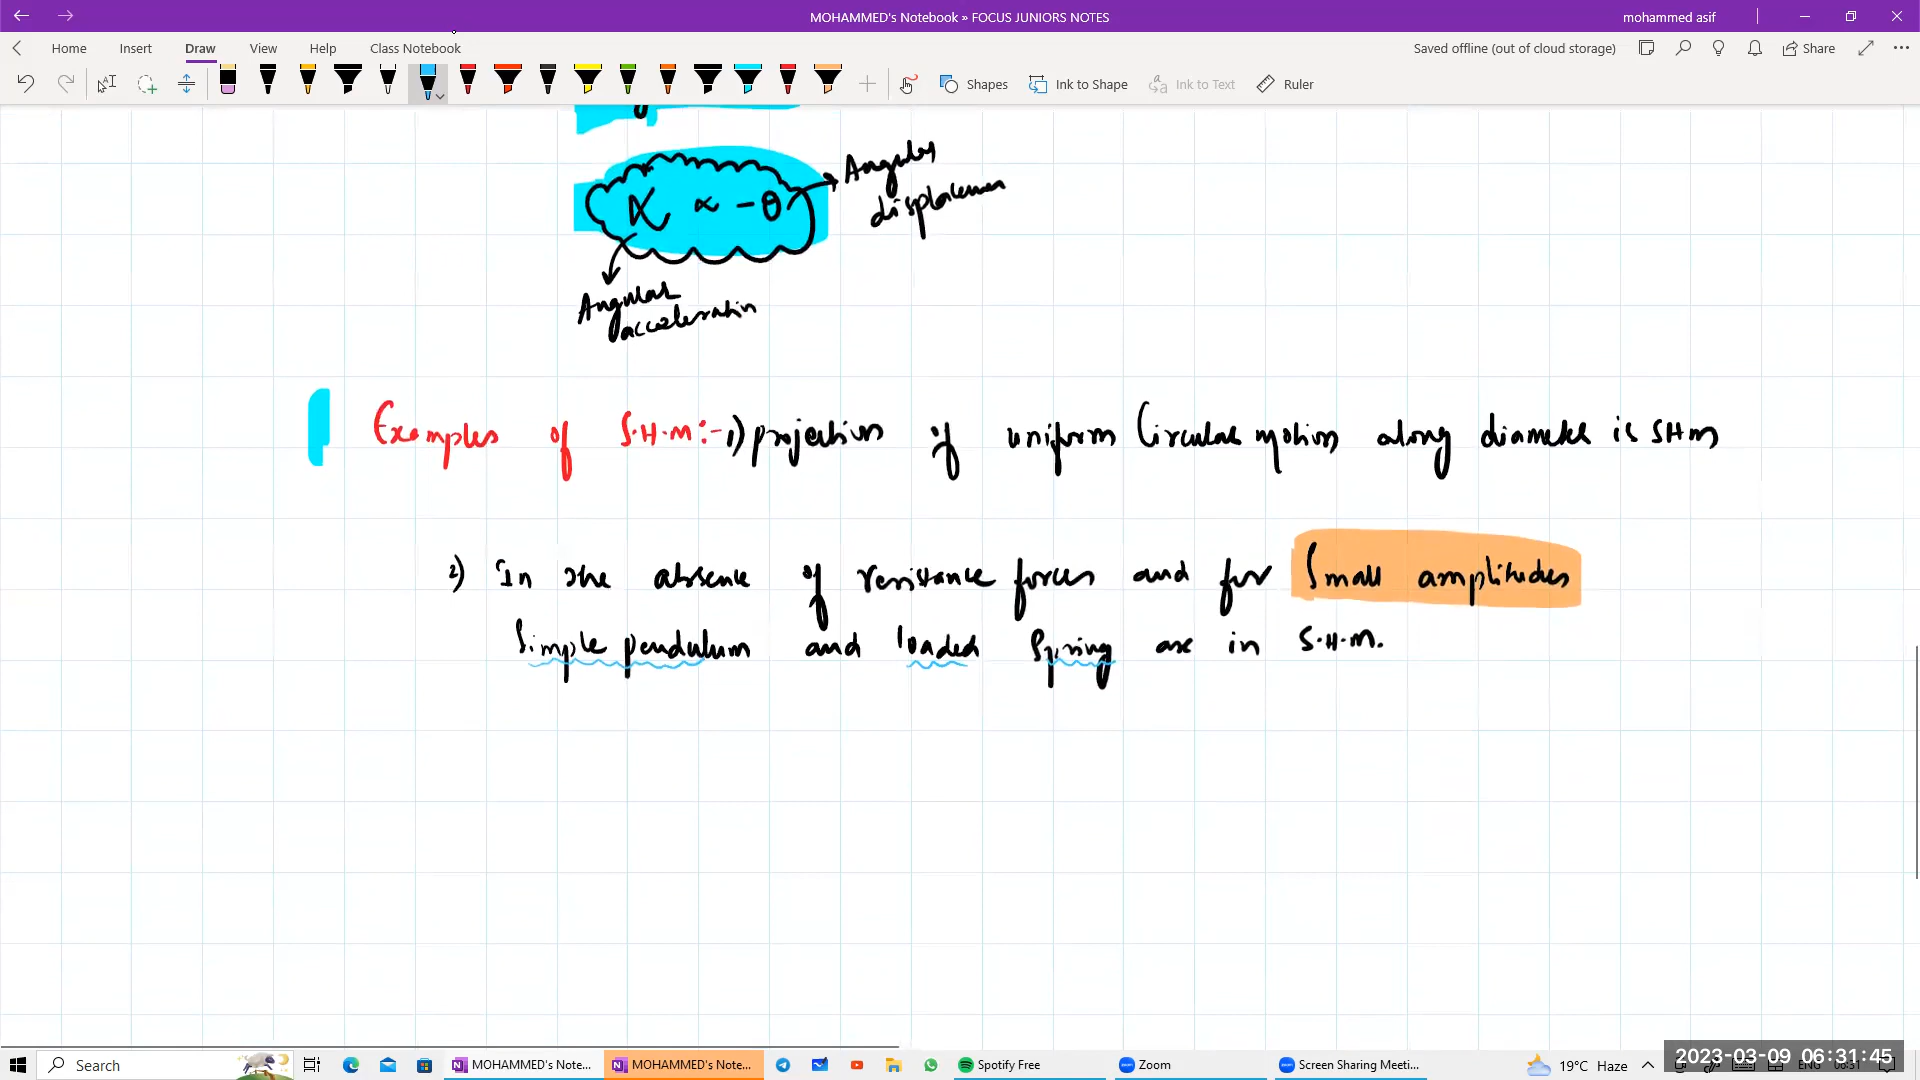 MOHAMMED's Notebook » FOCUS JUNIORS NOTES
mohammed asif
Home Insert Draw View Help Class Notebook
Saved offline (out of cloud storage)
Share
Shapes Ink to Shape Ink to Text Ruler
α ∝ -θ
Angular
Angular
acceleration
Examples of S.H.M:- 1) projection of uniform Circular motion along diameter is SHM
2) In the absence of resistance forces and for Small amplitudes
Simple pendulum and loaded Spring are in S.H.M.
Search
MOHAMMED's Note...
MOHAMMED's Note...
Spotify Free
Zoom
Screen Sharing Meeti...
19°C Haze
2023-03-09 06:31:45